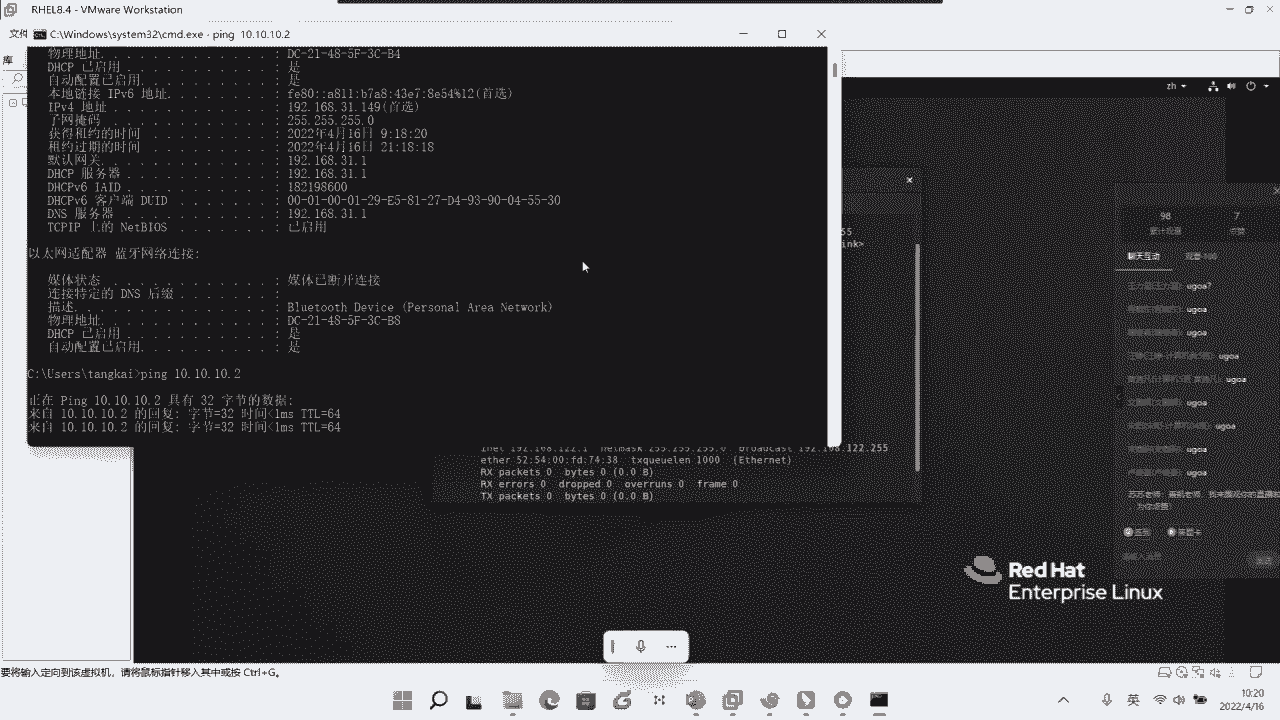 RHEL8.4 - VMware Workstation
C:\Windows\system32\cmd.exe - ping 10.10.10.2
库
物理地址. . . . . . . . . . . . . : DC-21-48-5F-3C-B4
DHCP 已启用 . . . . . . . . . . . : 是
自动配置已启用. . . . . . . . . . : 是
本地链接 IPv6 地址. . . . . . . . : fe80::a811:b7a8:43e7:8e54%12(首选)
IPv4 地址 . . . . . . . . . . . . : 192.168.31.149(首选)
子网掩码 . . . . . . . . . . . . : 255.255.255.0
获得租约的时间 . . . . . . . . . : 2022年4月16日 9:18:20
租约过期的时间 . . . . . . . . . : 2022年4月16日 21:18:18
默认网关. . . . . . . . . . . . . : 192.168.31.1
DHCP 服务器 . . . . . . . . . . . : 192.168.31.1
DHCPv6 IAID . . . . . . . . . . . : 182198600
DHCPv6 客户端 DUID . . . . . . . : 00-01-00-01-29-E5-81-27-D4-93-90-04-55-30
DNS 服务器 . . . . . . . . . . . : 192.168.31.1
TCPIP 上的 NetBIOS . . . . . . . : 已启用
以太网适配器 蓝牙网络连接:
媒体状态 . . . . . . . . . . . . : 媒体已断开连接
连接特定的 DNS 后缀 . . . . . . . :
描述. . . . . . . . . . . . . . . : Bluetooth Device (Personal Area Network)
物理地址. . . . . . . . . . . . . : DC-21-48-5F-3C-B8
DHCP 已启用 . . . . . . . . . . . : 是
自动配置已启用. . . . . . . . . . : 是
C:\Users\tangkai>ping 10.10.10.2
正在 Ping 10.10.10.2 具有 32 字节的数据:
来自 10.10.10.2 的回复: 字节=32 时间<1ms TTL=64
来自 10.10.10.2 的回复: 字节=32 时间<1ms TTL=64
zh
inet 192.168.122.1 netmask 255.255.255.0 broadcast 192.168.122.255
ether 52:54:00:fd:74:38 txqueuelen 1000 (Ethernet)
RX packets 0 bytes 0 (0.0 B)
RX errors 0 dropped 0 overruns 0 frame 0
TX packets 0 bytes 0 (0.0 B)
98 7
聊天互动
ugoa?
ugoa
ugoa
ugoa
ugoa
ugoa
ugoa
ugoa
ugoa
Red Hat
Enterprise Linux
要将输入定向到该虚拟机，请将鼠标指针移入其中或按 Ctrl+G。
英
10:20
2022/4/16